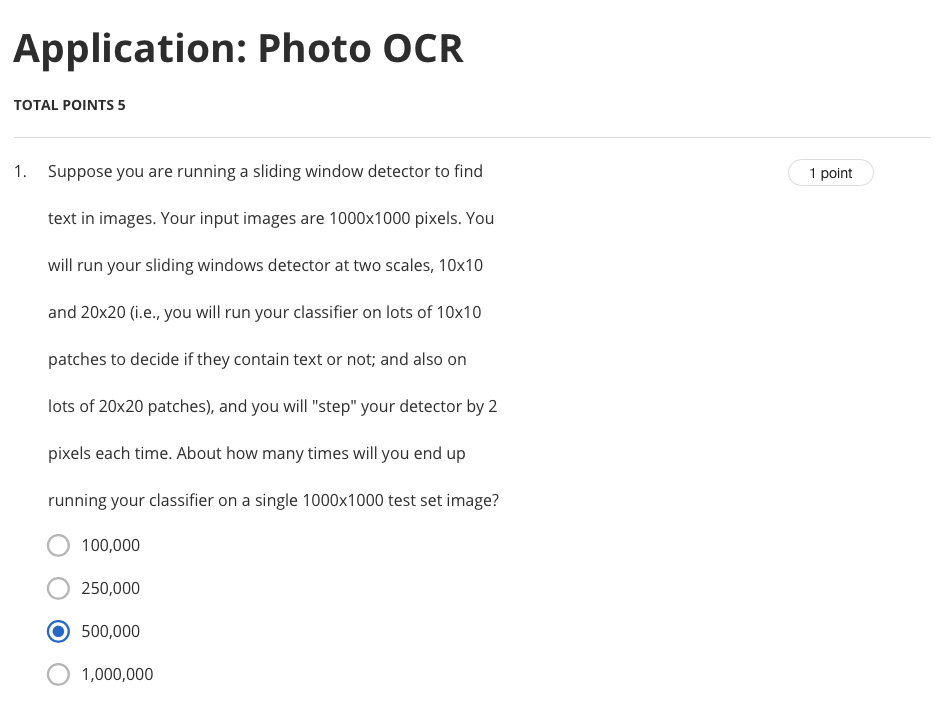 Application: Photo OCR
TOTAL POINTS 5
1. Suppose you are running a sliding window detector to find
1 point
text in images. Your input images are 1000x1000 pixels. You
will run your sliding windows detector at two scales, 10x10
and 20x20 (i.e., you will run your classifier on lots of 10x10
patches to decide if they contain text or not; and also on
lots of 20x20 patches), and you will "step" your detector by 2
pixels each time. About how many times will you end up
running your classifier on a single 1000x1000 test set image?
100,000
250,000
500,000
1,000,000